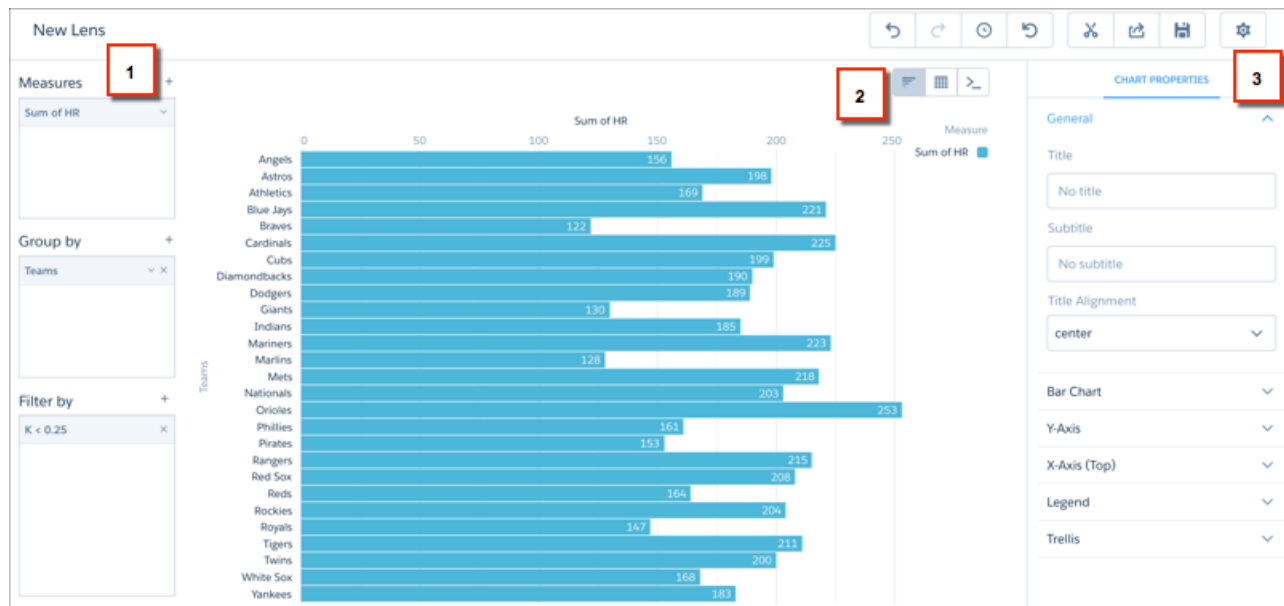 New Lens
1
Measures +
Sum of HR
Group by +
Teams
Filter by +
K < 0.25
2
Sum of HR
0 50 100 150 200 250
Measure
Sum of HR
Teams
Angels 156
Astros 198
Athletics 169
Blue Jays 221
Braves 122
Cardinals 225
Cubs 199
Diamondbacks 190
Dodgers 189
Giants 130
Indians 185
Mariners 223
Marlins 128
Mets 218
Nationals 203
Orioles 253
Phillies 161
Pirates 153
Rangers 215
Red Sox 208
Reds 164
Rockies 204
Royals 147
Tigers 211
Twins 200
White Sox 168
Yankees 183
CHART PROPERTIES
3
General
Title
No title
Subtitle
No subtitle
Title Alignment
center
Bar Chart
Y-Axis
X-Axis (Top)
Legend
Trellis